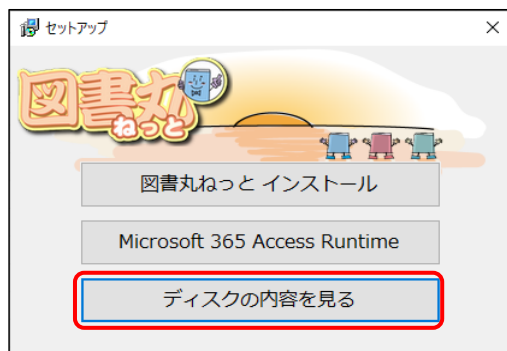 セットアップ
図書丸
ねっと
図書丸ねっと インストール
Microsoft 365 Access Runtime
ディスクの内容を見る